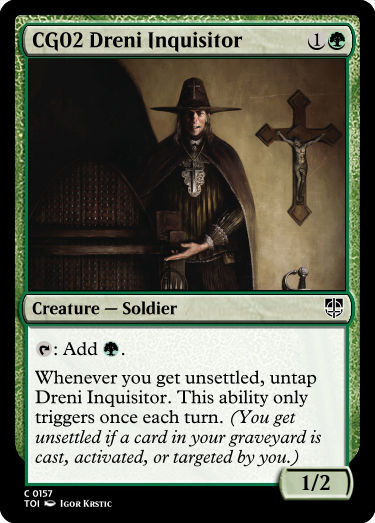 CG02 Dreni Inquisitor 1
Creature — Soldier
: Add .
Whenever you get unsettled, untap
Dreni Inquisitor. This ability only
triggers once each turn. (You get
unsettled if a card in your graveyard is
cast, activated, or targeted by you.)
1/2
C 0157
TOI Igor Krstic